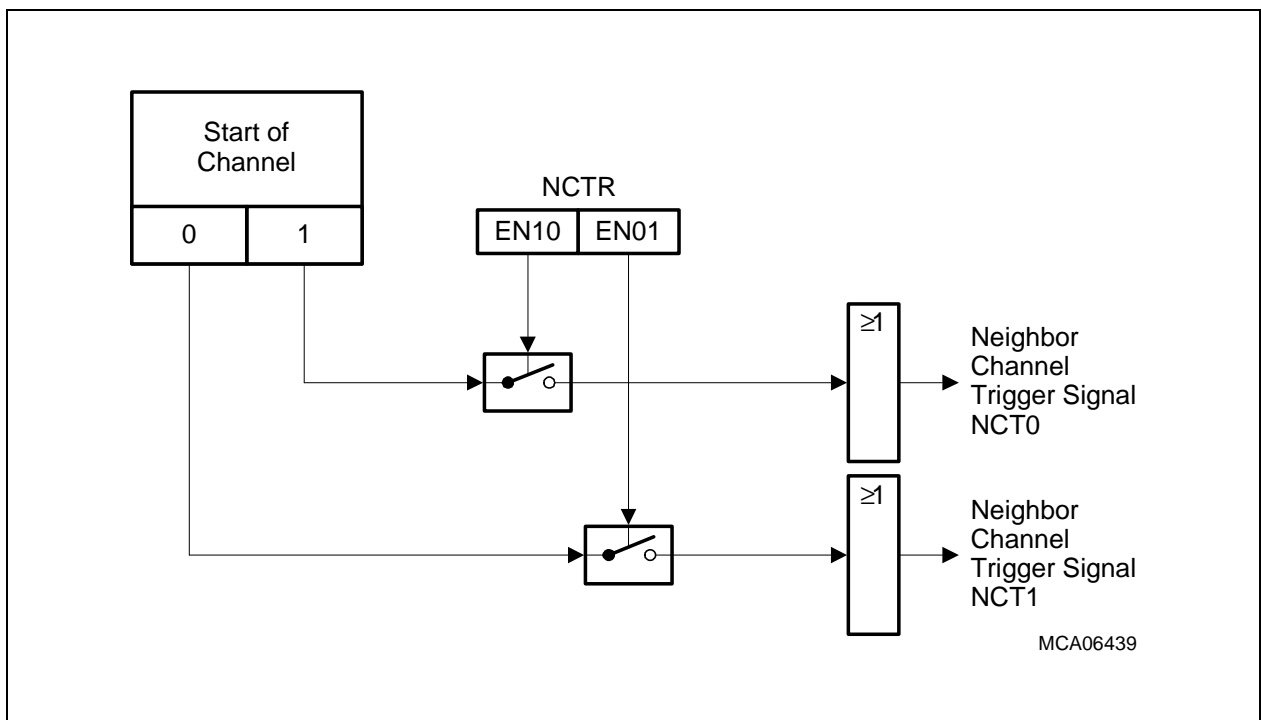 Start of
Channel
0 1
NCTR
EN10 EN01
≥1
Neighbor
Channel
Trigger Signal
NCT0
≥1
Neighbor
Channel
Trigger Signal
NCT1
MCA06439